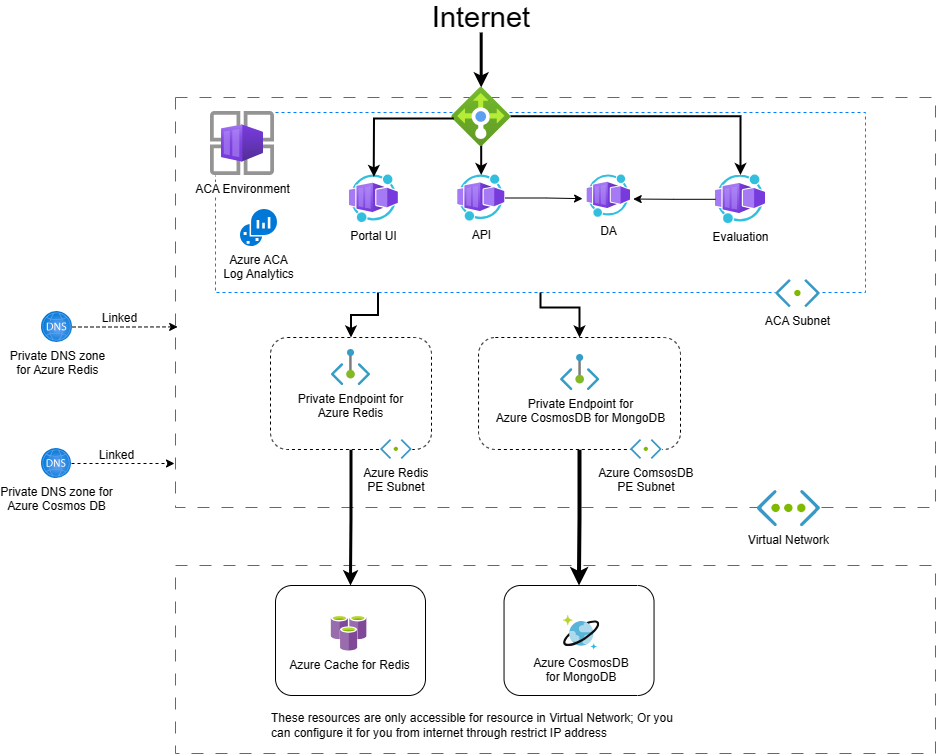 Internet
ACA Environment
Portal UI
API
DA
Evaluation
Azure ACA
Log Analytics
ACA Subnet
DNS
Linked
Private DNS zone
for Azure Redis
Private Endpoint for
Azure Redis
Private Endpoint for
Azure CosmosDB for MongoDB
DNS
Linked
Private DNS zone for
Azure Cosmos DB
Azure Redis
PE Subnet
Azure ComsosDB
PE Subnet
Virtual Network
Azure Cache for Redis
Azure CosmosDB
for MongoDB
These resources are only accessible for resource in Virtual Network; Or you
can configure it for you from internet through restrict IP address